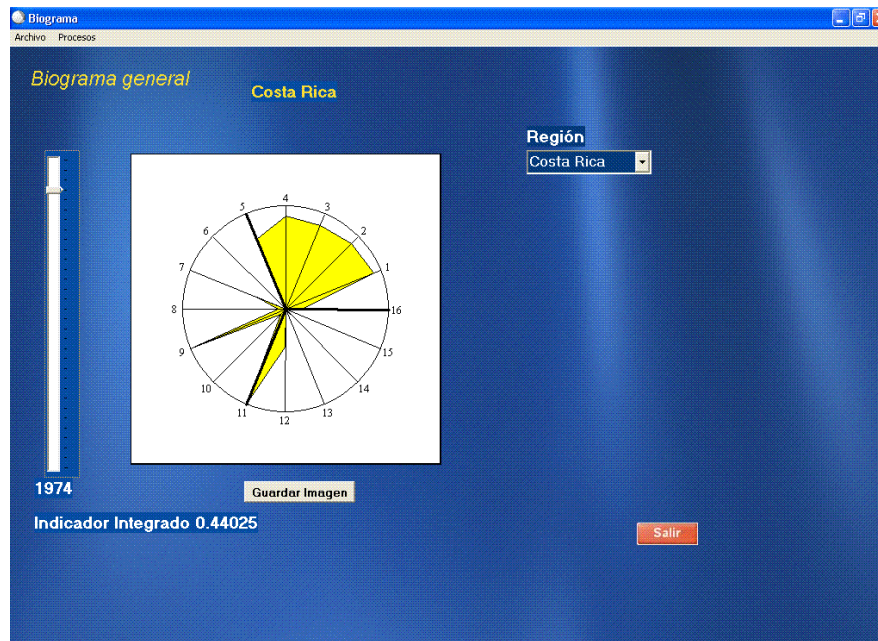 Biograma
Archivo Procesos
Biograma general
Costa Rica
Región
Costa Rica
4
5 3
6 2
7 1
8 16
9 15
10 14
11 13
12
1974
Guardar Imagen
Indicador Integrado 0.44025
Salir